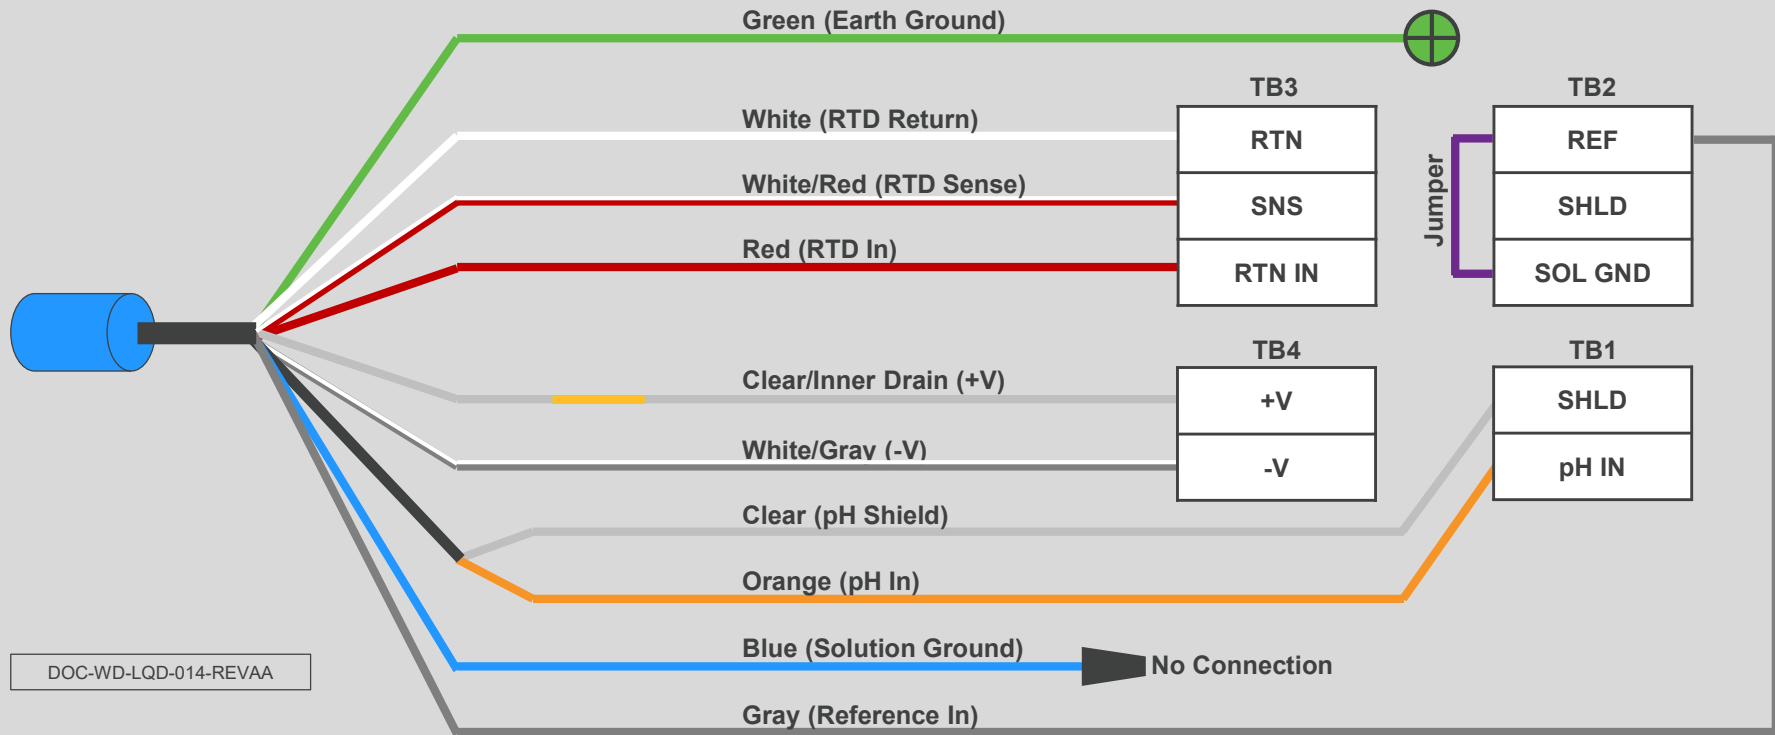 Green (Earth Ground)
TB3
TB2
White (RTD Return)
RTN
REF
White/Red (RTD Sense)
SNS
Jumper
SHLD
Red (RTD In)
RTN IN
SOL GND
TB4
TB1
Clear/Inner Drain (+V)
+V
SHLD
White/Gray (-V)
-V
pH IN
Clear (pH Shield)
Orange (pH In)
Blue (Solution Ground)
No Connection
DOC-WD-LQD-014-REVAA
Gray (Reference In)